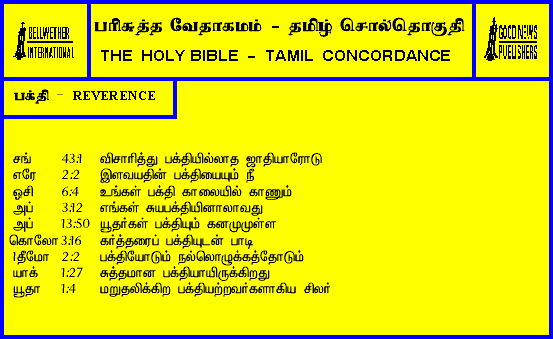 BELLWETHER
INTERNATIONAL
பரிசுத்த வேதாகமம் - தமிழ் சொல்தொகுதி
THE HOLY BIBLE - TAMIL CONCORDANCE
GOOD NEWS
PUBLISHERS
பக்தி - REVERENCE
சங் 43:1 விசாரித்து பக்தியில்லாத ஜாதியாரோடு
எரே 2:2 இளவயதின் பக்தியையும் நீ
ஓசி 6:4 உங்கள் பக்தி காலையில் காணும்
அப் 3:12 எங்கள் சுயபக்தியினாலாவது
அப் 13:50 யூதர்கள் பக்தியும் கனமுமுள்ள
கொலோ 3:16 கர்த்தரைப் பக்தியுடன் பாடி
1தீமோ 2:2 பக்தியோடும் நல்லொழுக்கத்தோடும்
யாக் 1:27 சுத்தமான பக்தியாயிருக்கிறது
யூதா 1:4 மறுதலிக்கிற பக்தியற்றவர்களாகிய சிலர்